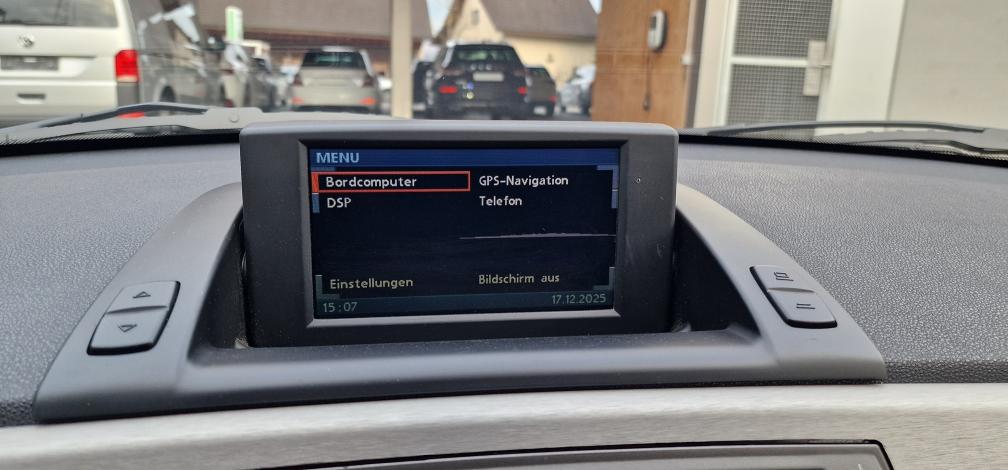 MENU
Bordcomputer GPS-Navigation
DSP Telefon
Einstellungen Bildschirm aus
15:07 17.12.2025